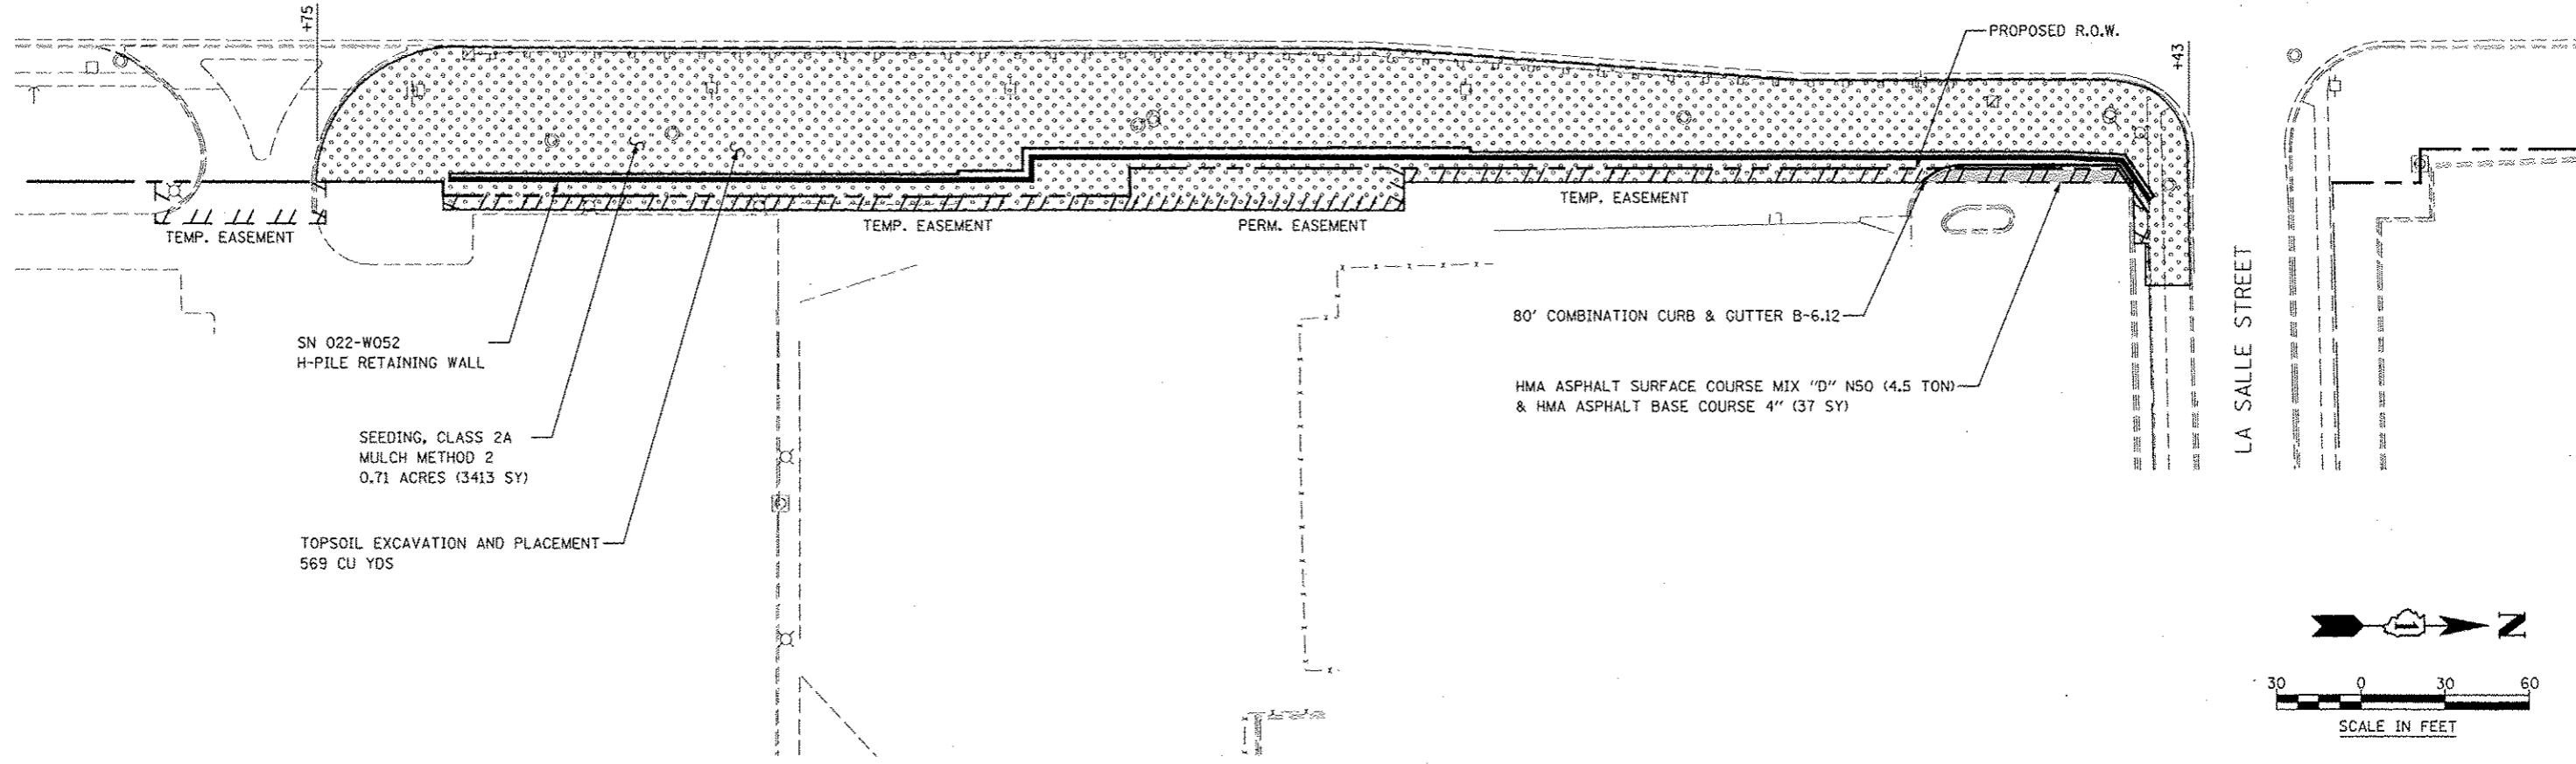 +75
PROPOSED R.O.W.
+43
TEMP. EASEMENT
TEMP. EASEMENT
PERM. EASEMENT
TEMP. EASEMENT
SN 022-W052
H-PILE RETAINING WALL
80' COMBINATION CURB & GUTTER B-6.12
HMA ASPHALT SURFACE COURSE MIX "D" N50 (4.5 TON)
& HMA ASPHALT BASE COURSE 4" (37 SY)
LA SALLE STREET
SEEDING, CLASS 2A
MULCH METHOD 2
0.71 ACRES (3413 SY)
TOPSOIL EXCAVATION AND PLACEMENT
569 CU YDS
N
30 0 30 60
SCALE IN FEET